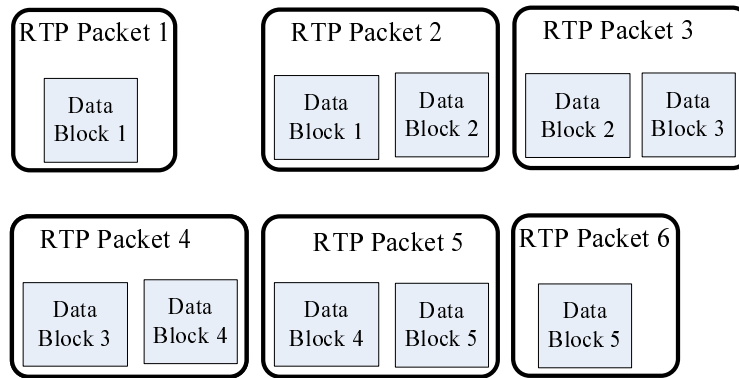 RTP Packet 1
Data
Block 1
RTP Packet 2
Data
Block 1
Data
Block 2
RTP Packet 3
Data
Block 2
Data
Block 3
RTP Packet 4
Data
Block 3
Data
Block 4
RTP Packet 5
Data
Block 4
Data
Block 5
RTP Packet 6
Data
Block 5